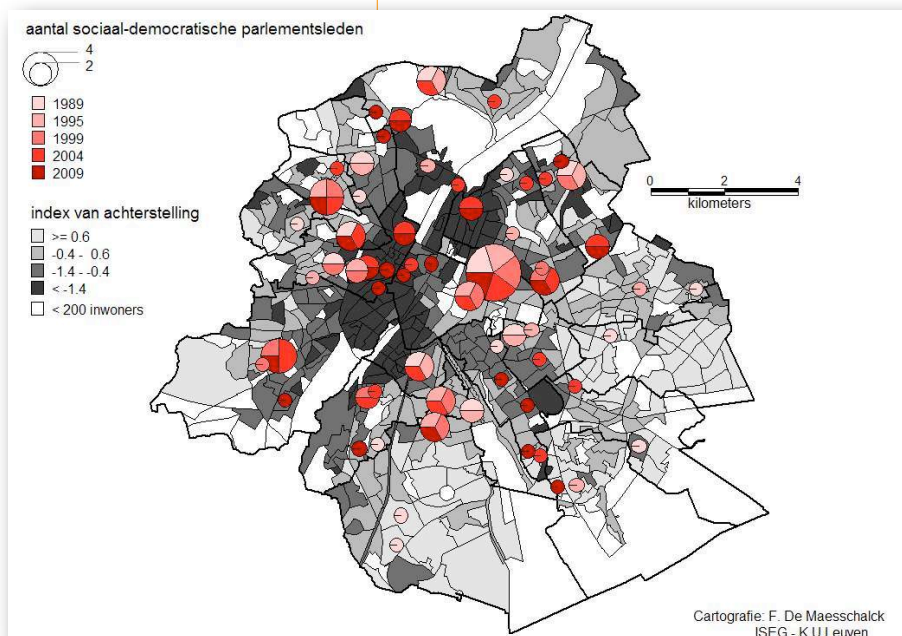 aantal sociaal-democratische parlementsleden
4
2
1989
1995
1999
2004
2009
index van achterstelling
>= 0.6
-0.4 - 0.6
-1.4 - -0.4
< -1.4
< 200 inwoners
0 2 4
kilometers
Cartografie: F. De Maesschalck
ISEG - K.U.Leuven